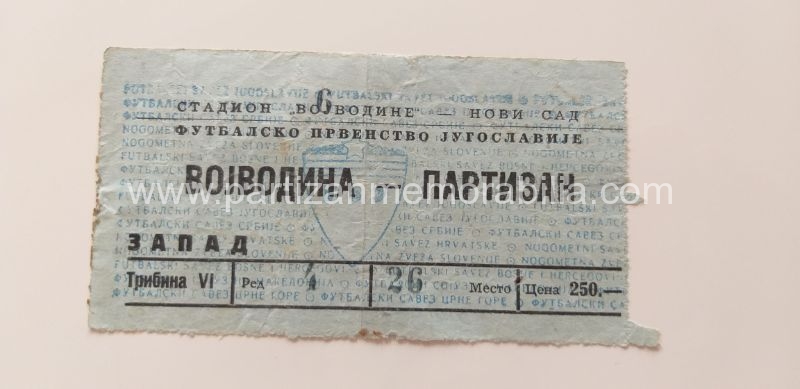 6
СТАДИОН „ВОЈВОДИНЕ“ — НОВИ САД
ФУТБАЛСКО ПРВЕНСТВО ЈУГОСЛАВИЈЕ
ВОЈВОДИНА — ПАРТИЗАН
www.partizanmemorabilia.com
ЗАПАД
Трибина VI Ред 4 26 Место Цена 250.—